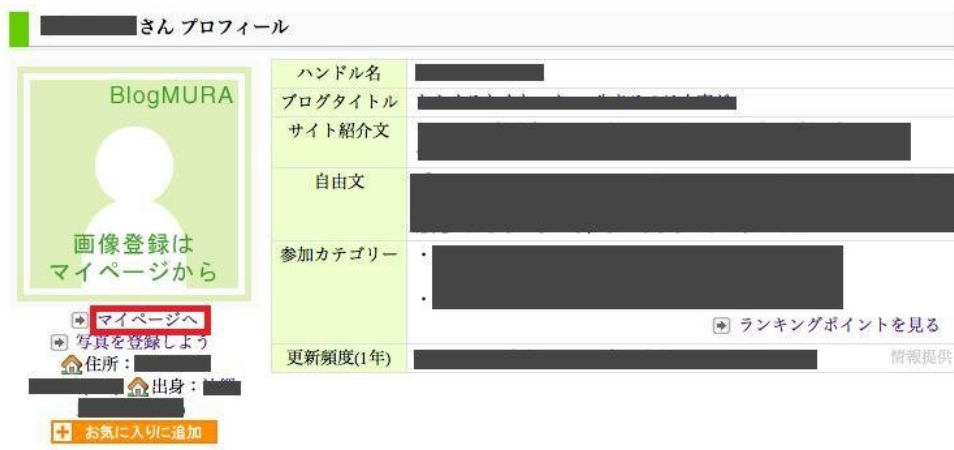 さん プロフィール
BlogMURA
画像登録は
マイページから
マイページへ
写真を登録しよう
住所：
出身：
お気に入りに追加
ハンドル名
ブログタイトル
サイト紹介文
自由文
参加カテゴリー
・
・
ランキングポイントを見る
更新頻度(1年)
情報提供